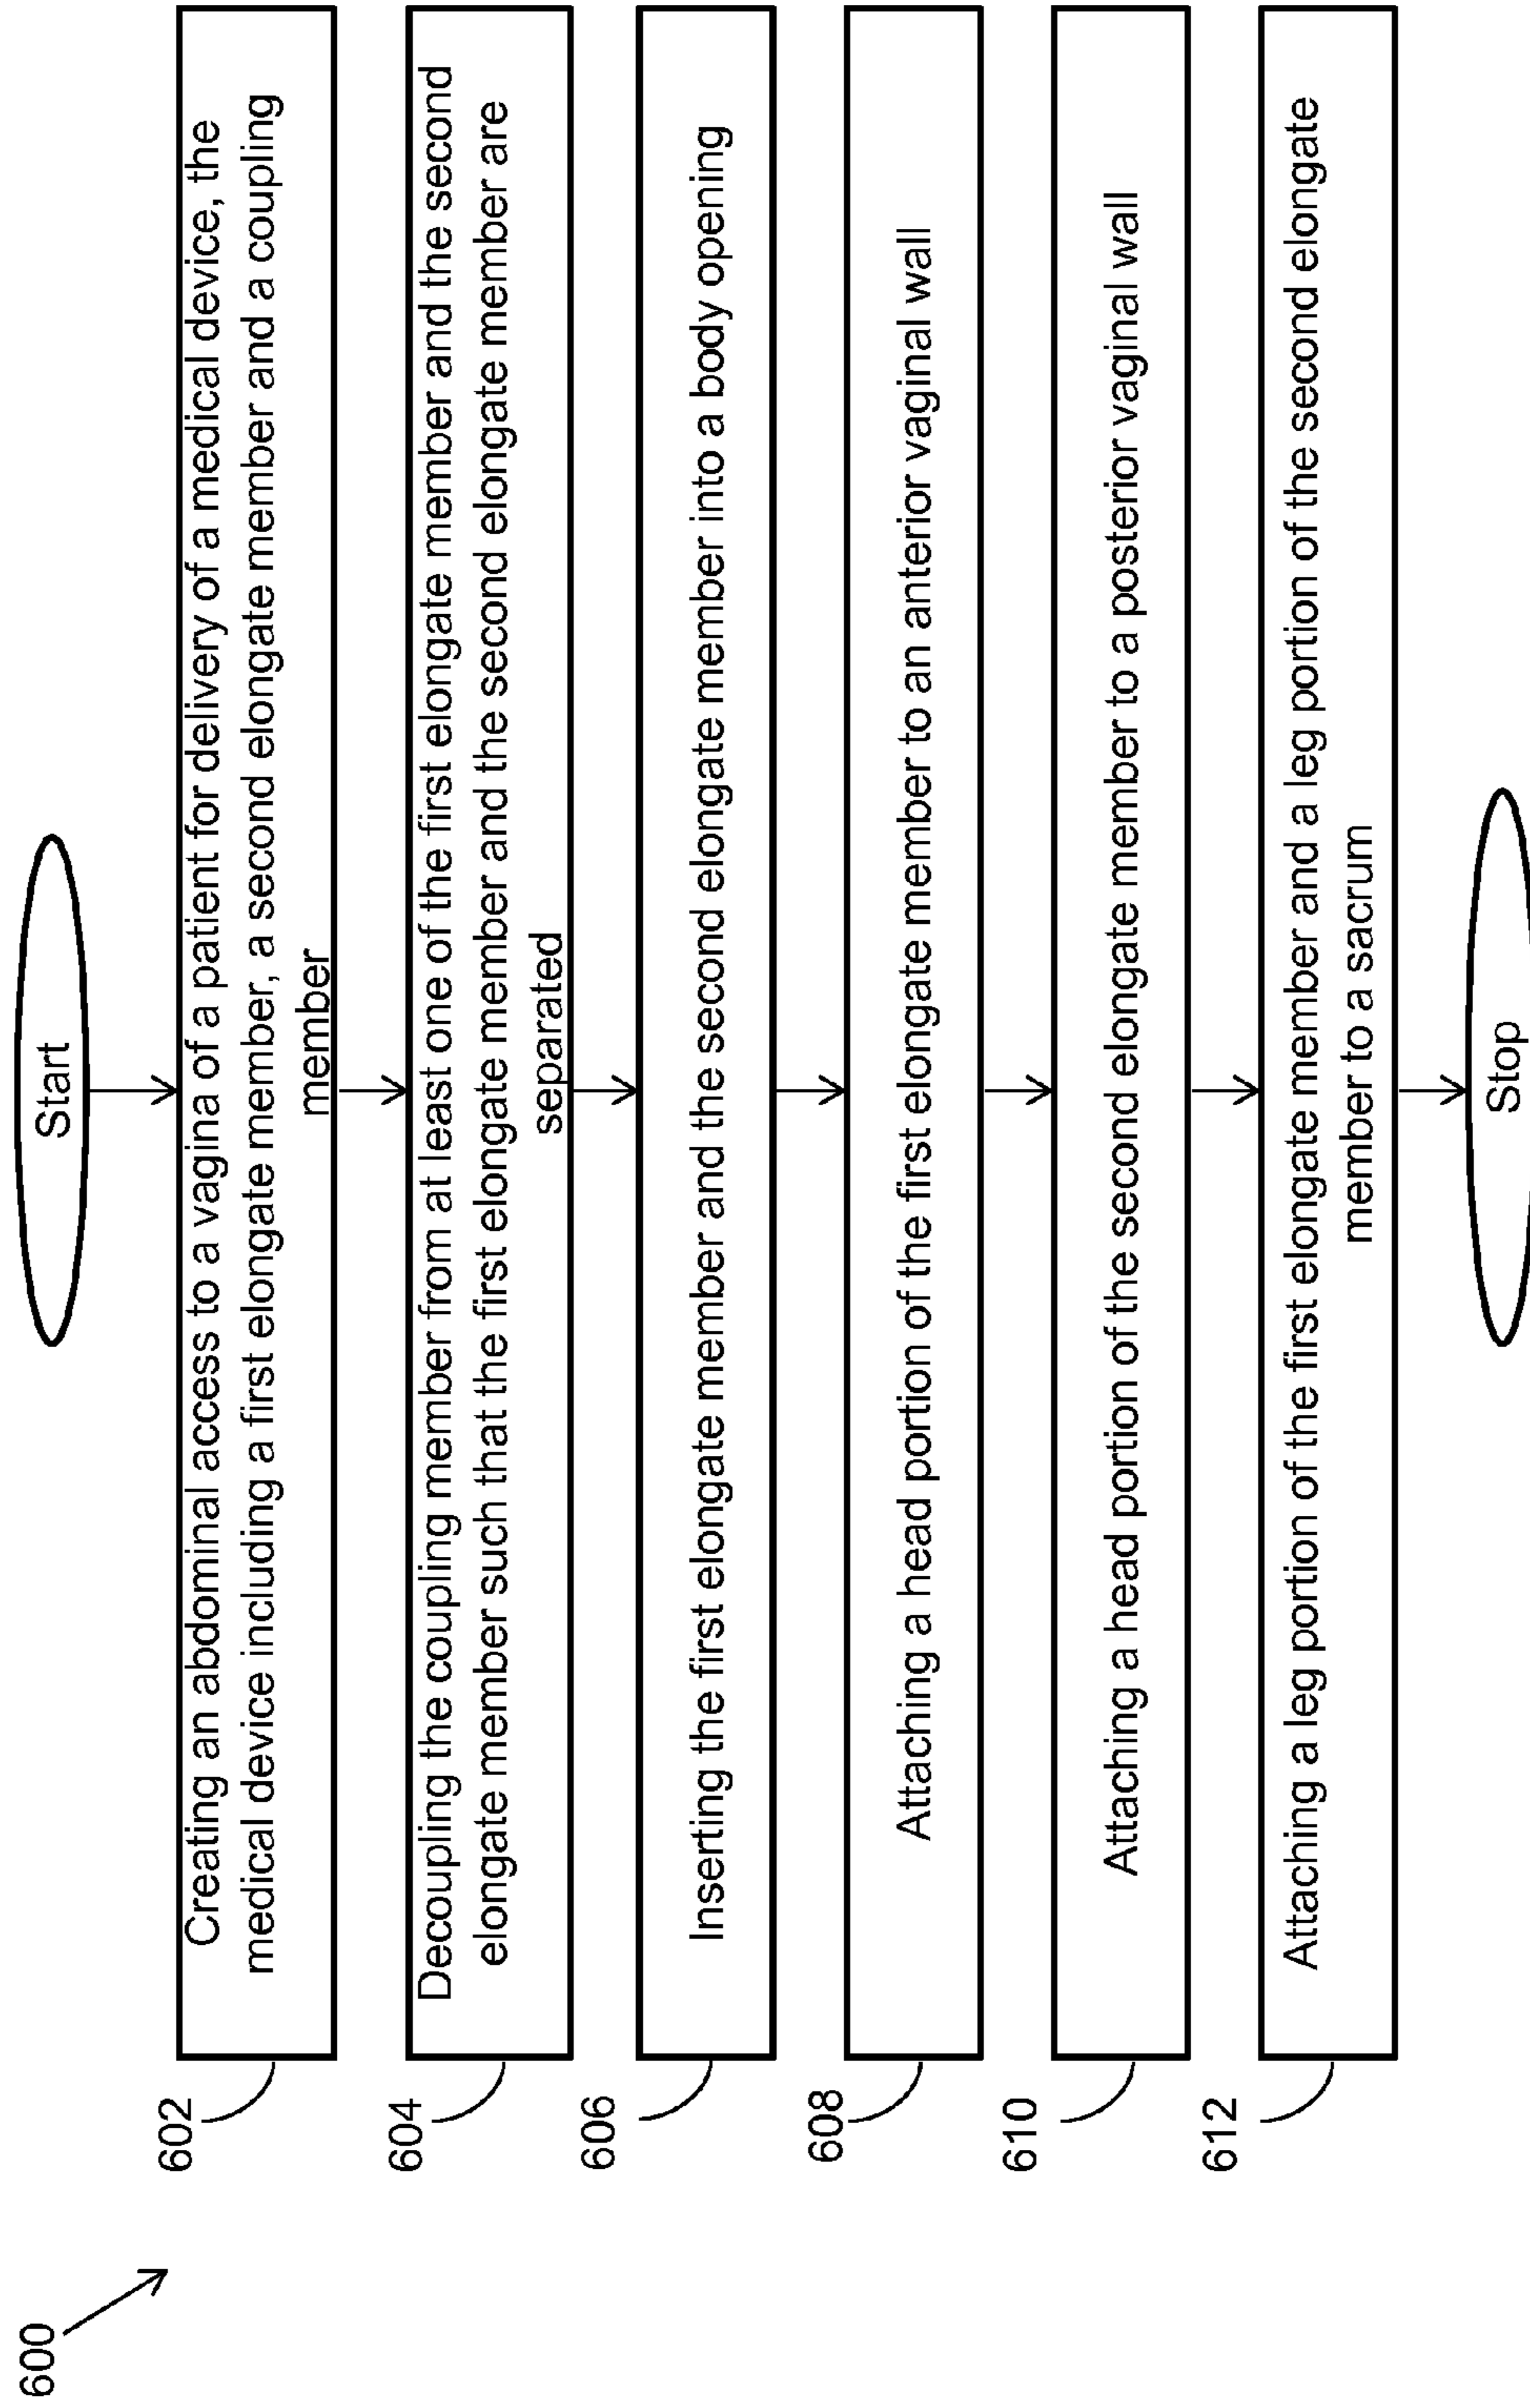 600
Start
602
Creating an abdominal access to a vagina of a patient for delivery of a medical device, the
medical device including a first elongate member, a second elongate member and a coupling
member
604
Decoupling the coupling member from at least one of the first elongate member and the second
elongate member such that the first elongate member and the second elongate member are
separated
606
Inserting the first elongate member and the second elongate member into a body opening
608
Attaching a head portion of the first elongate member to an anterior vaginal wall
610
Attaching a head portion of the second elongate member to a posterior vaginal wall
612
Attaching a leg portion of the first elongate member and a leg portion of the second elongate
member to a sacrum
Stop